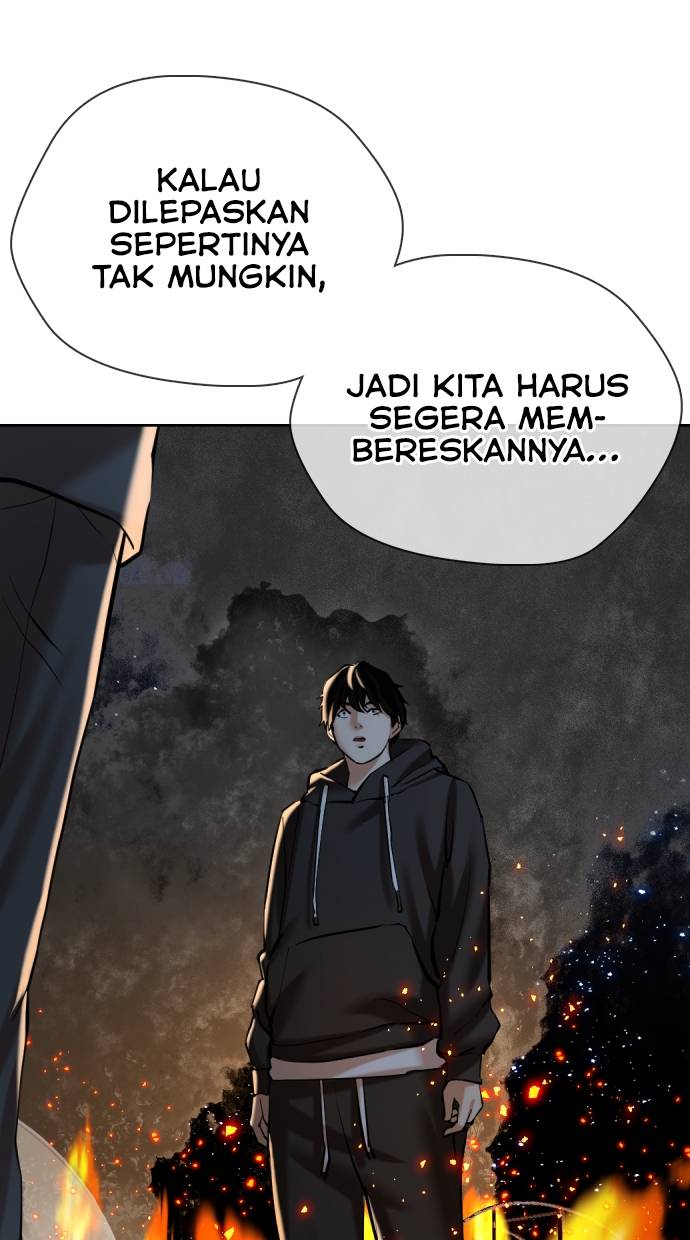 KALAU
DILEPASKAN
SEPERTINYA
TAK MUNGKIN,
JADI KITA HARUS
SEGERA MEM-
BERESKANNYA...